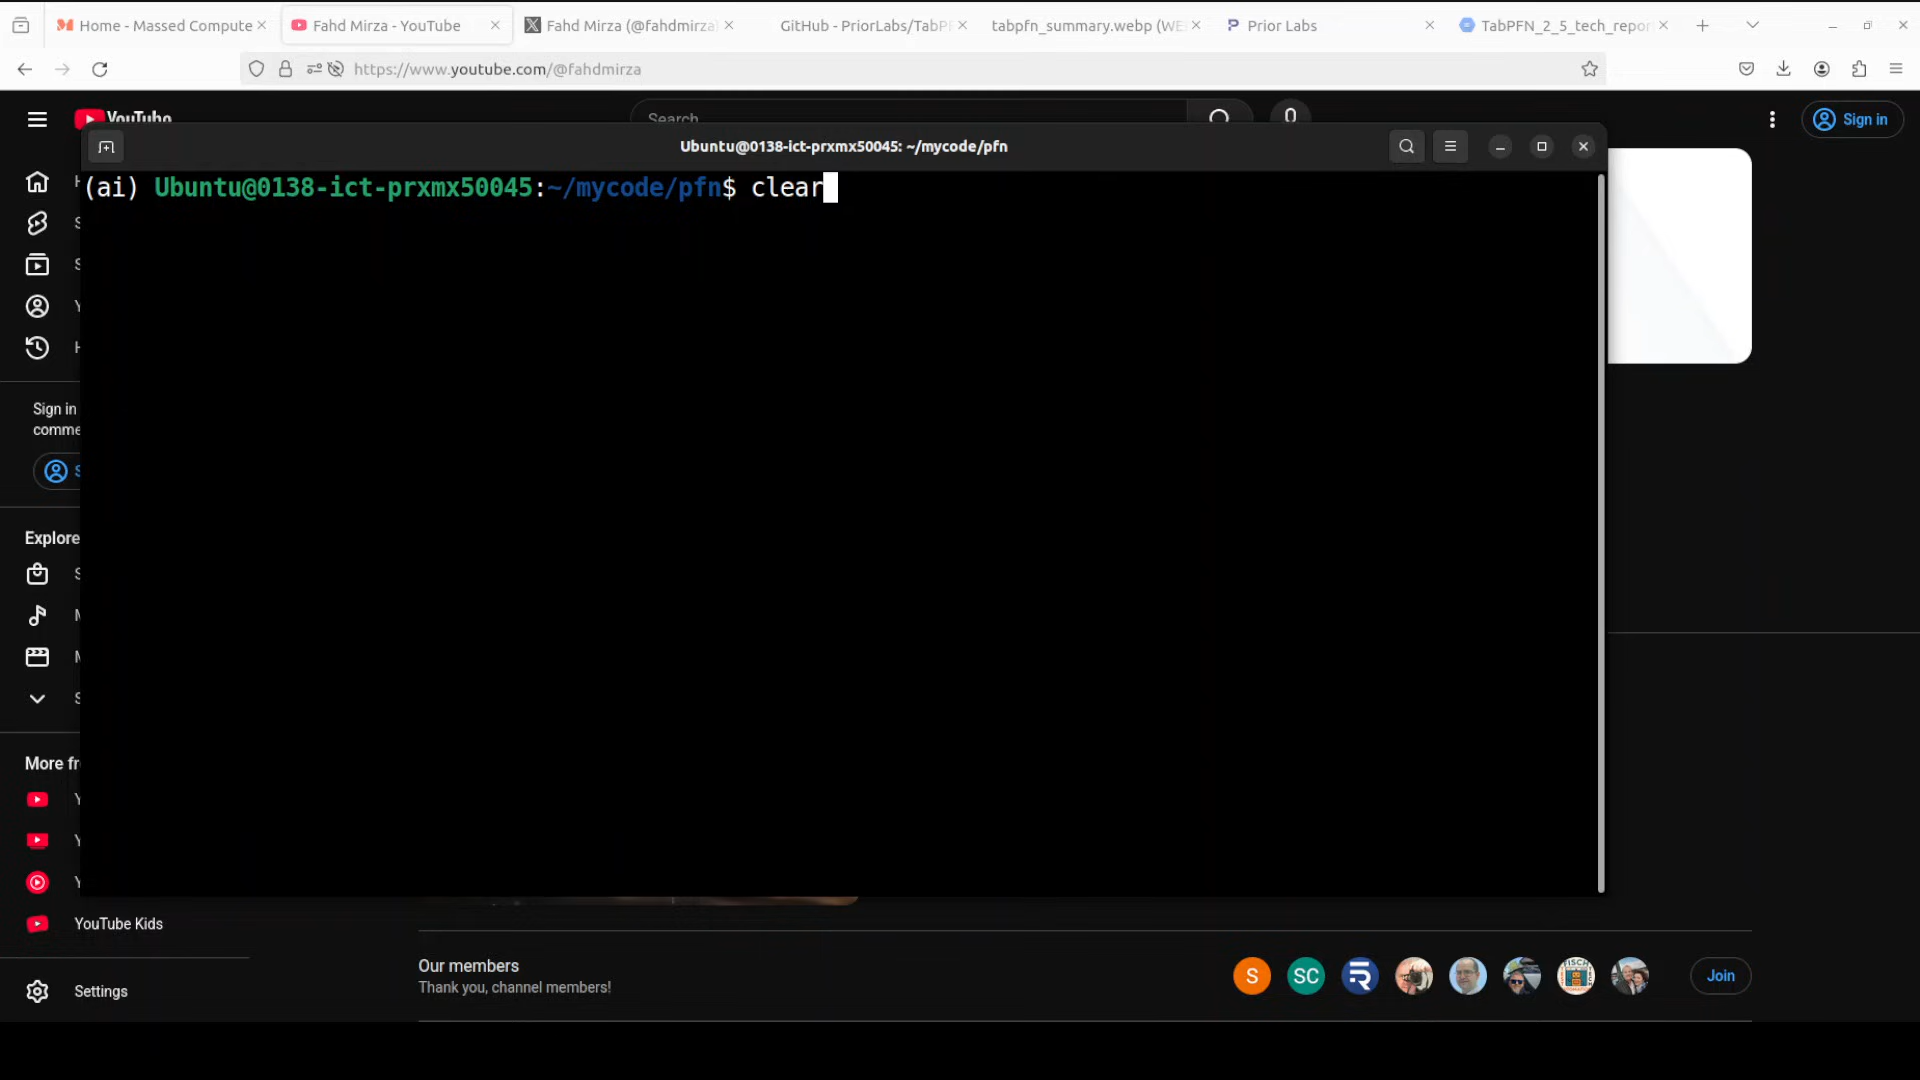 Home - Massed Compute
Fahd Mirza - YouTube
Fahd Mirza (@fahdmirza)
GitHub - PriorLabs/TabP
tabpfn_summary.webp (WE
Prior Labs
TabPFN_2_5_tech_repor
https://www.youtube.com/@fahdmirza
YouTube
Search
Sign in
Ubuntu@0138-ict-prxmx50045: ~/mycode/pfn
(ai) Ubuntu@0138-ict-prxmx50045:~/mycode/pfn$ clear
Sign in
comme
Explore
More fr
YouTube Kids
Settings
Our members
Thank you, channel members!
S
SC
Join